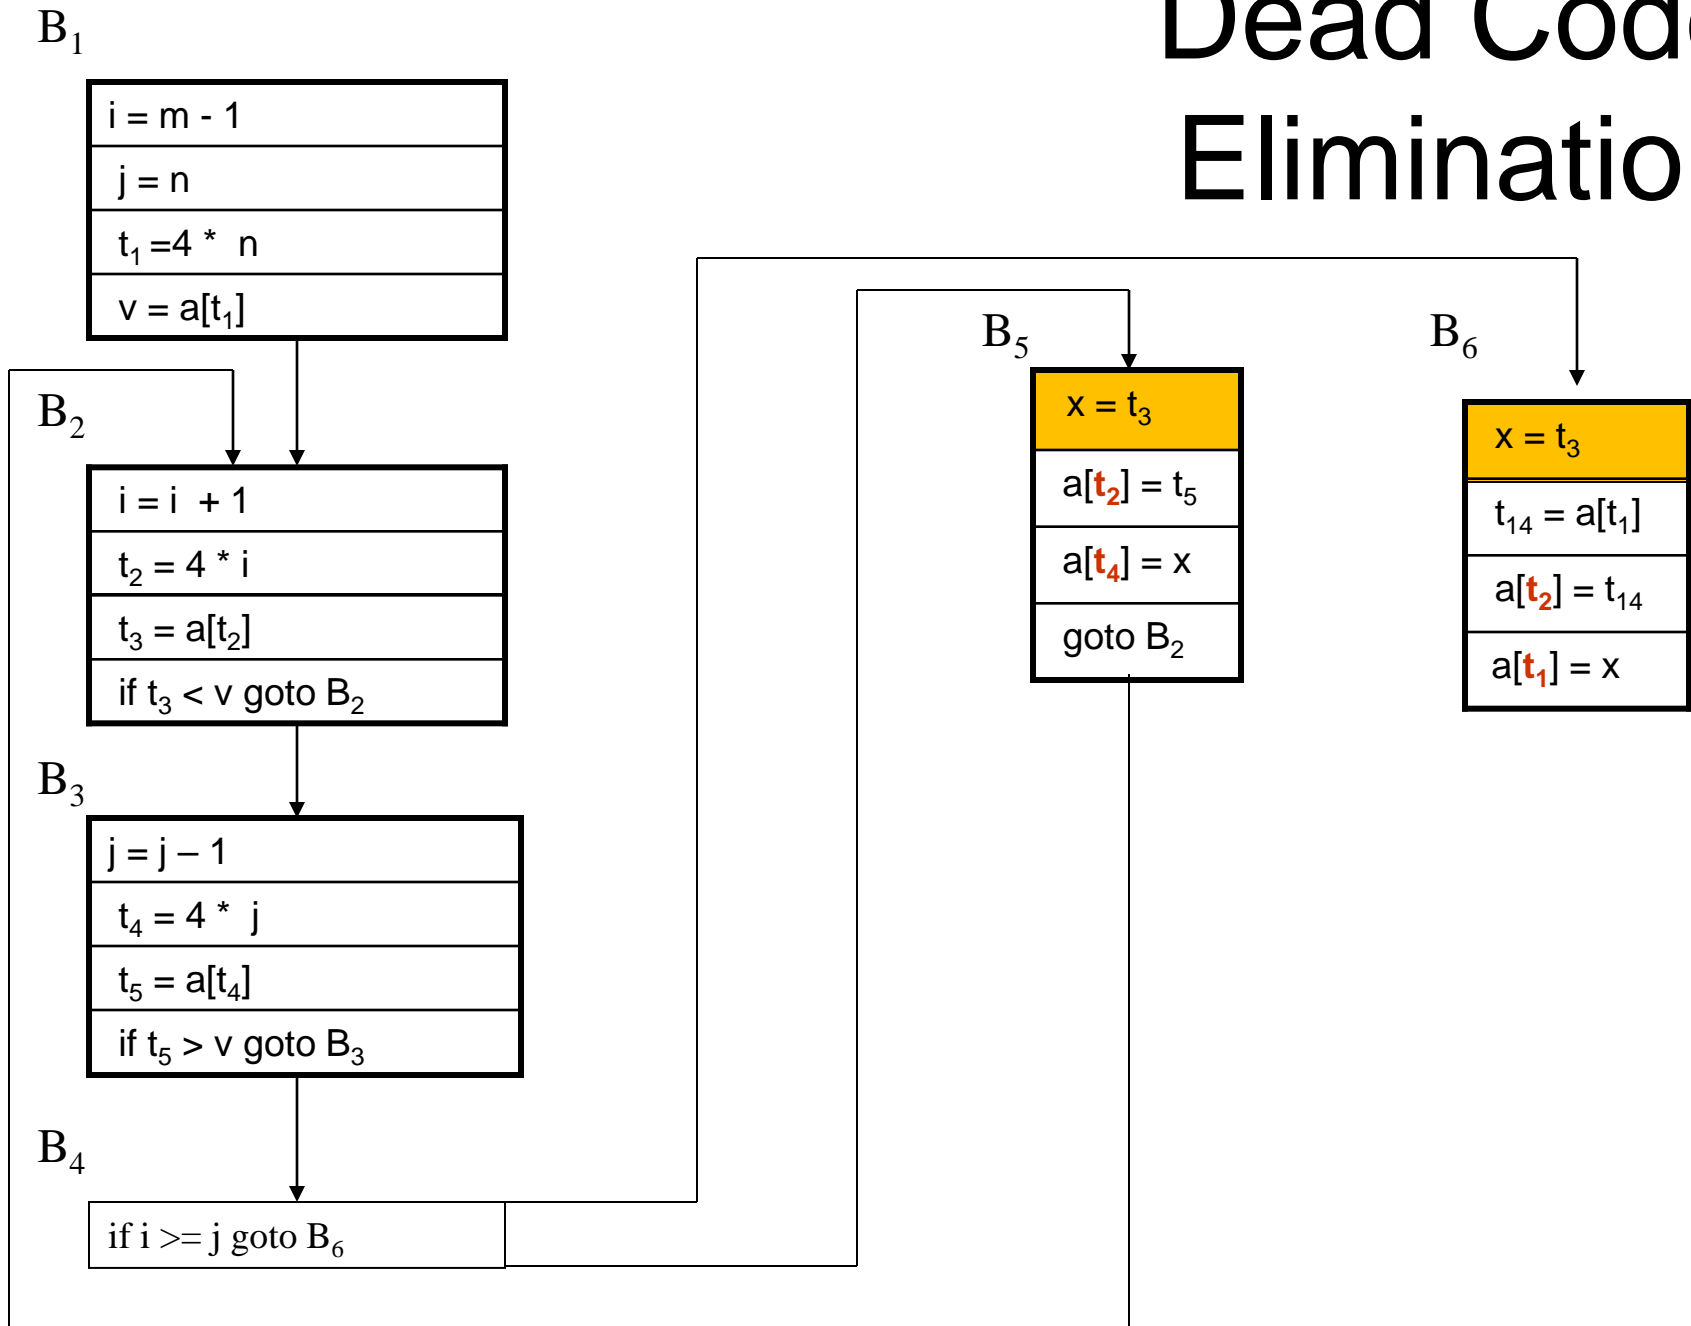 Dead Code
Eliminatio
B₁
i = m - 1
j = n
t₁ =4 * n
v = a[t₁]
B₂
i = i + 1
t₂ = 4 * i
t₃ = a[t₂]
if t₃ < v goto B₂
B₃
j = j – 1
t₄ = 4 * j
t₅ = a[t₄]
if t₅ > v goto B₃
B₄
if i >= j goto B₆
B₅
x = t₃
a[t₂] = t₅
a[t₄] = x
goto B₂
B₆
x = t₃
t₁₄ = a[t₁]
a[t₂] = t₁₄
a[t₁] = x